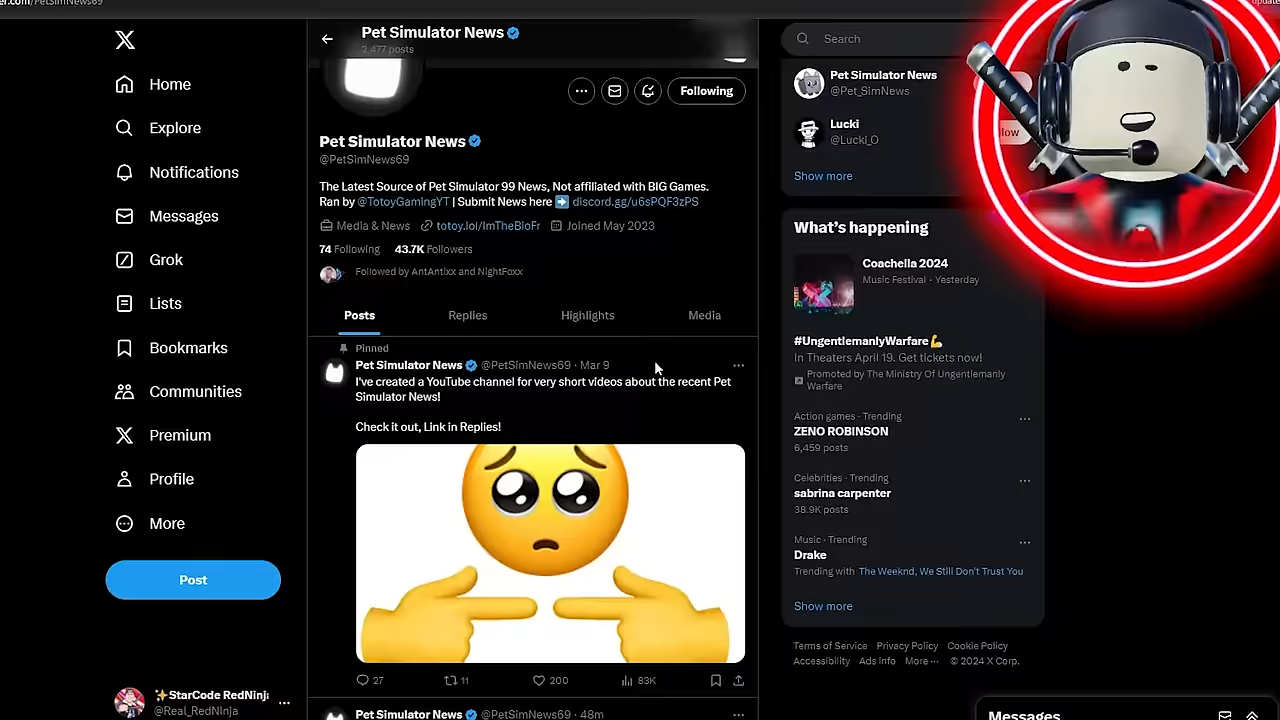 Home
Explore
Notifications
Messages
Grok
Lists
Bookmarks
Communities
Premium
Profile
More
Post
✨StarCode RedNinj
@Real_RedNinja
Pet Simulator News
2,477 posts
Following
Pet Simulator News
@PetSimNews69
The Latest Source of Pet Simulator 99 News, Not affiliated with BIG Games.
Ran by @TotoyGamingYT | Submit News here ➡️ discord.gg/u6sPQF3zPS
Media & News totoy.lol/ImTheBioFr Joined May 2023
74 Following 43.7K Followers
Followed by AntAntixx and NightFoxx
Posts Replies Highlights Media
Pinned
Pet Simulator News @PetSimNews69 · Mar 9
I've created a YouTube channel for very short videos about the recent Pet
Simulator News!
Check it out, Link in Replies!
27 11 200 83K
Pet Simulator News @PetSimNews69 · 48m
Search
Pet Simulator News
@Pet_SimNews
Lucki
@Lucki_O
low
Show more
What's happening
Coachella 2024
Music Festival · Yesterday
#UngentlemanlyWarfare💪
In Theaters April 19. Get tickets now!
Promoted by The Ministry Of Ungentlemanly
Warfare
Action games · Trending
ZENO ROBINSON
6,459 posts
Celebrities · Trending
sabrina carpenter
38.9K posts
Music · Trending
Drake
Trending with The Weeknd, We Still Don't Trust You
Show more
Terms of Service Privacy Policy Cookie Policy
Accessibility Ads info More ··· © 2024 X Corp.
Messages